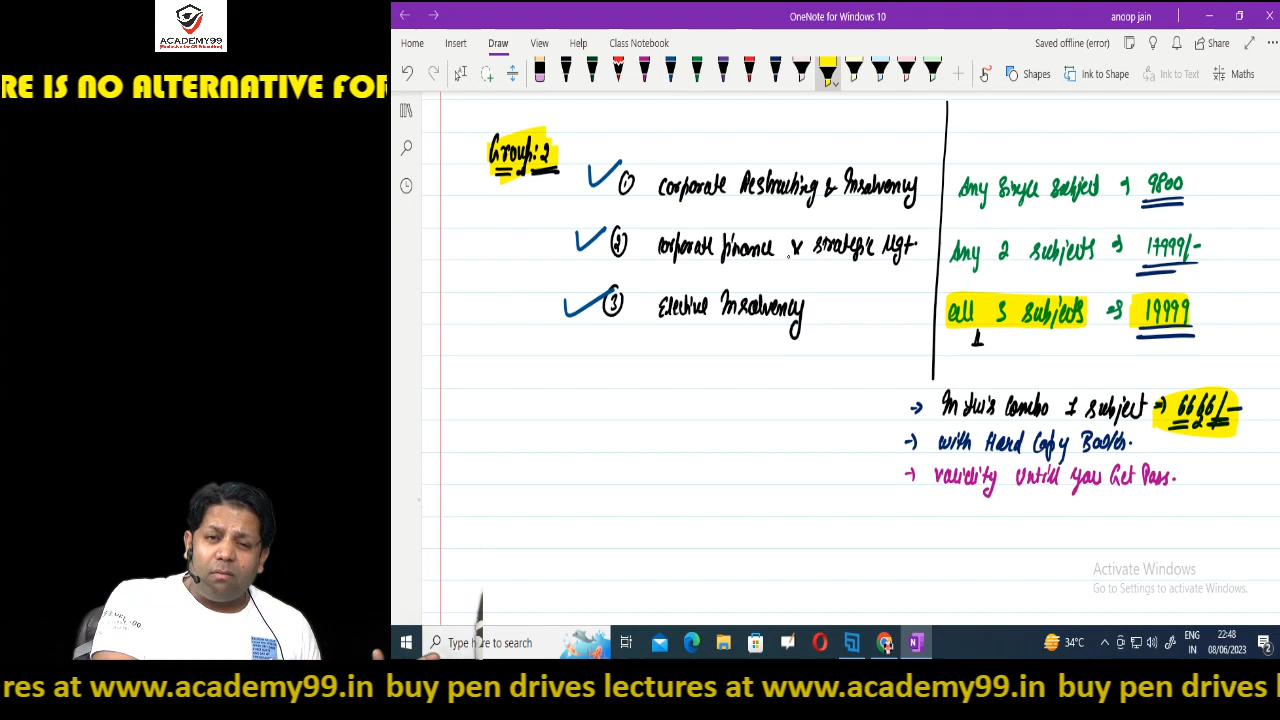 ACADEMY99
RE IS NO ALTERNATIVE FOR
OneNote for Windows 10
anoop jain
Home Insert Draw View Help Class Notebook
Saved offline (error)
Share
Shapes Ink to Shape Ink to Text Maths
Group: 2
① Corporate Restructing & Insolvency
② Corporate finance & Strategic Mgt.
③ Elective Insolvency
Any Single Subject → 9800
Any 2 subjects → 17999/-
all 3 subjects ⇒ 19999
→ In this Combo 1 subject → 6666/-
→ with Hard Copy Books.
→ validity Untill you Get Pass.
Activate Windows
Go to Settings to activate Windows.
Type here to search
34°C
ENG
IN
22:48
08/06/2023
2
res at www.academy99.in buy pen drives lectures at www.academy99.in buy pen drives